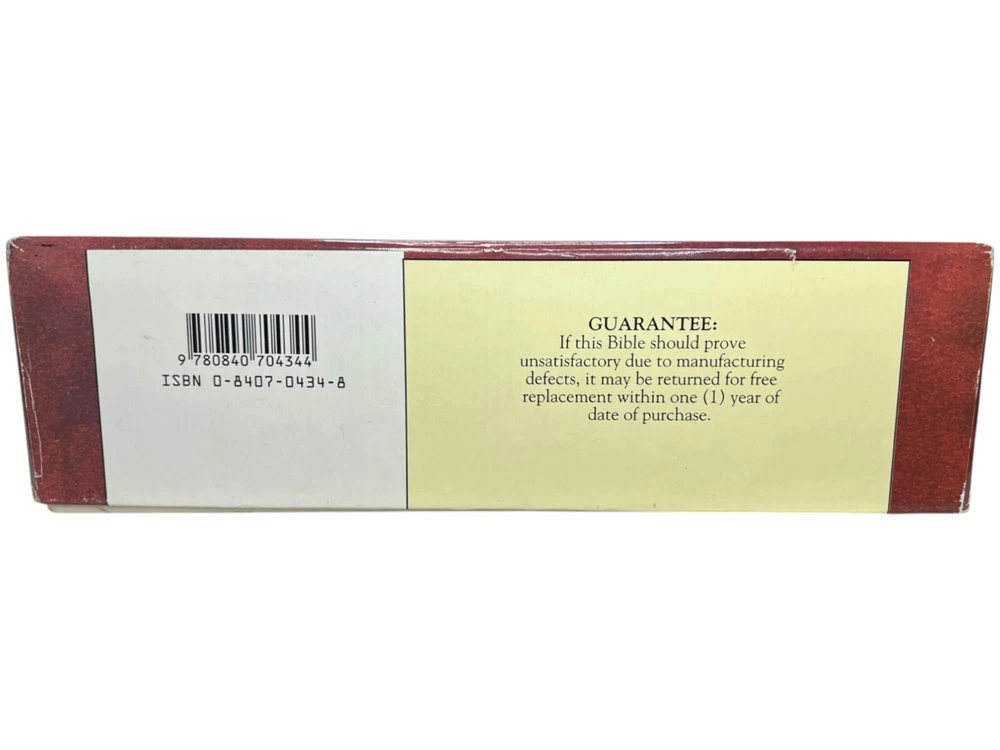 9 780840 704344
ISBN 0-8407-0434-8
GUARANTEE:
If this Bible should prove
unsatisfactory due to manufacturing
defects, it may be returned for free
replacement within one (1) year of
date of purchase.